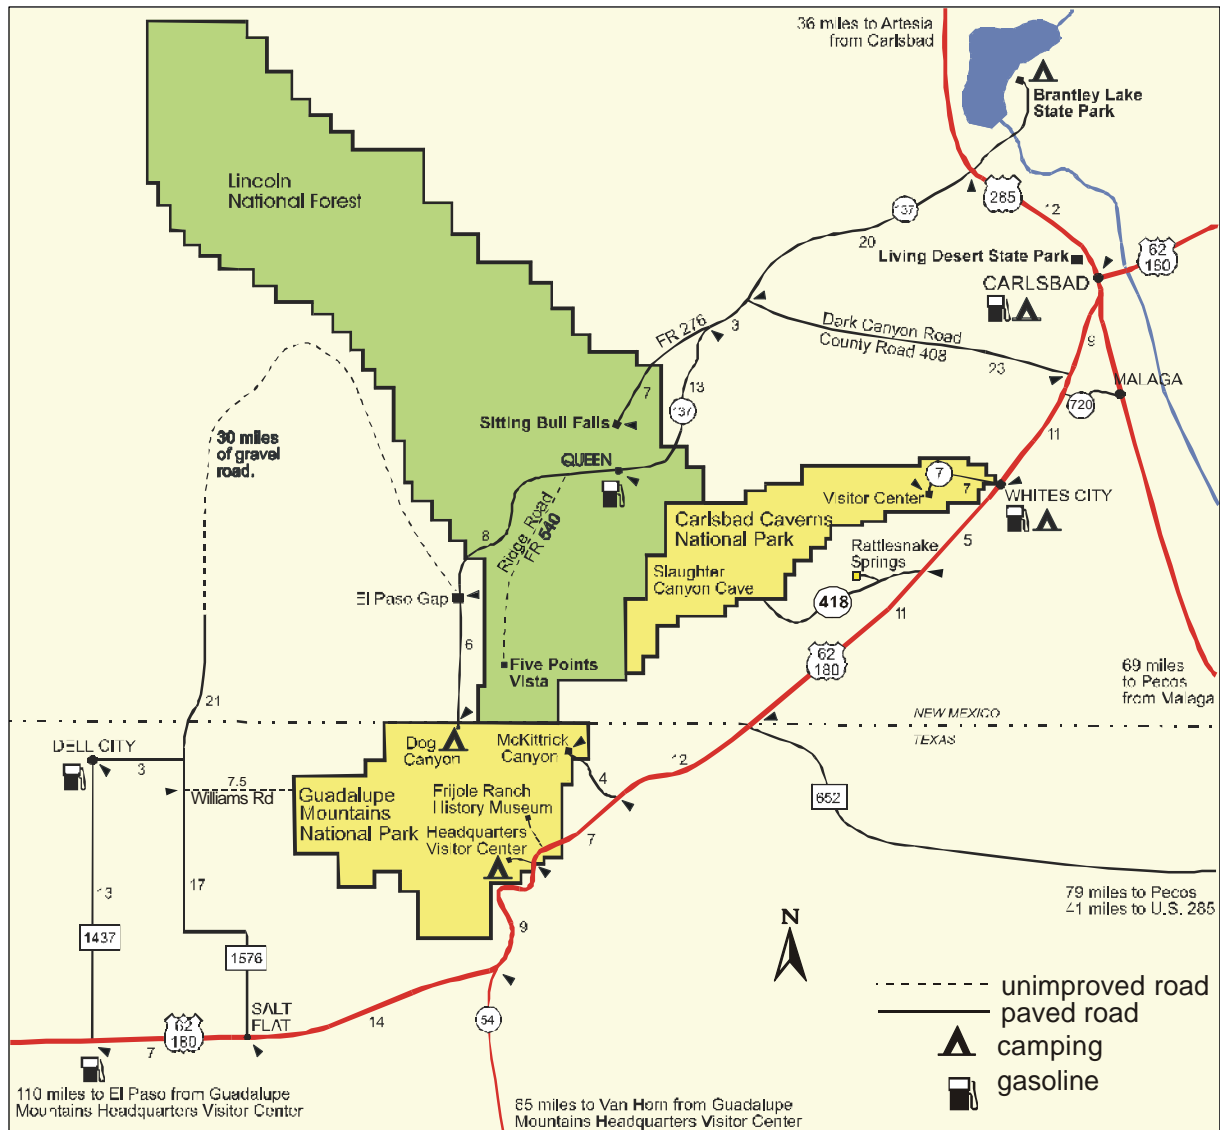 36 miles to Artesia
from Carlsbad
Brantley Lake
State Park
Lincoln
National Forest
137
285
12
20
62
180
Living Desert State Park
CARLSBAD
FR 276
3
Dark Canyon Road
County Road 408
9
23
MALAGA
7
13
720
137
Sitting Bull Falls
11
30 miles
of gravel
road.
QUEEN
7
7
Visitor Center
WHITES CITY
Carlsbad Caverns
National Park
Ridge Road
FR 540
8
Rattlesnake
Springs
5
Slaughter
Canyon Cave
El Paso Gap
418
11
6
62
180
Five Points
Vista
69 miles
to Pecos
from Malaga
21
NEW MEXICO
TEXAS
DELL CITY
3
Dog
Canyon
McKittrick
Canyon
12
7.5
Williams Rd
4
652
Guadalupe
Mountains
National Park
Frijole Ranch
History Museum
Headquarters
Visitor Center
7
13
17
79 miles to Pecos
41 miles to U.S. 285
9
N
1437
1576
unimproved road
SALT
FLAT
paved road
14
54
62
180
7
camping
gasoline
110 miles to El Paso from Guadalupe
Mountains Headquarters Visitor Center
85 miles to Van Horn from Guadalupe
Mountains Headquarters Visitor Center